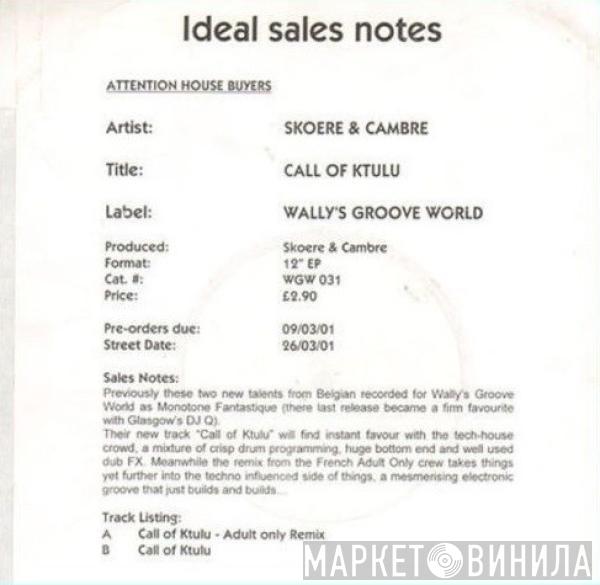 Ideal sales notes
ATTENTION HOUSE BUYERS
Artist: SKOERE & CAMBRE
Title: CALL OF KTULU
Label: WALLY'S GROOVE WORLD
Produced: Skoere & Cambre
Format: 12" EP
Cat. #: WGW 031
Price: £2.90
Pre-orders due: 09/03/01
Street Date: 26/03/01
Sales Notes:
Previously these two new talents from Belgian recorded for Wally's Groove
World as Monotone Fantastique (there last release became a firm favourite
with Glasgow's DJ Q).
Their new track "Call of Ktulu" will find instant favour with the tech-house
crowd, a mixture of crisp drum programming, huge bottom end and well used
dub FX. Meanwhile the remix from the French Adult Only crew takes things
yet further into the techno influenced side of things, a mesmerising electronic
groove that just builds and builds...
Track Listing:
A Call of Ktulu - Adult only Remix
B Call of Ktulu
МАРКЕТ ВИНИЛА